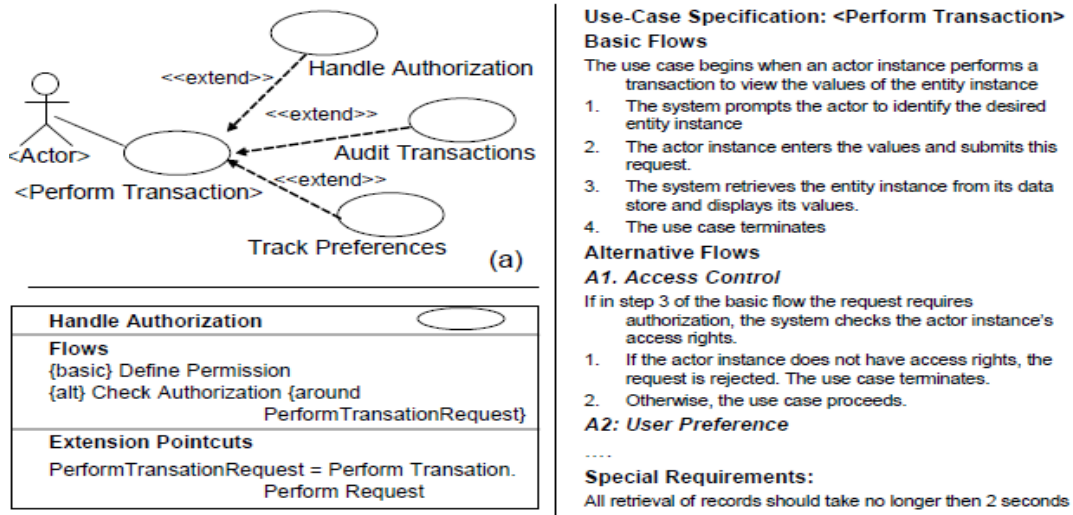 <<extend>>
Handle Authorization
<<extend>>
Audit Transactions
<Actor>
<Perform Transaction>
<<extend>>
Track Preferences
(a)
Handle Authorization
Flows
{basic} Define Permission
{alt} Check Authorization {around
PerformTransationRequest}
Extension Pointcuts
PerformTransationRequest = Perform Transation.
Perform Request
Use-Case Specification: <Perform Transaction>
Basic Flows
The use case begins when an actor instance performs a
transaction to view the values of the entity instance
1. The system prompts the actor to identify the desired
entity instance
2. The actor instance enters the values and submits this
request.
3. The system retrieves the entity instance from its data
store and displays its values.
4. The use case terminates
Alternative Flows
A1. Access Control
If in step 3 of the basic flow the request requires
authorization, the system checks the actor instance's
access rights.
1. If the actor instance does not have access rights, the
request is rejected. The use case terminates.
2. Otherwise, the use case proceeds.
A2: User Preference
....
Special Requirements:
All retrieval of records should take no longer then 2 seconds